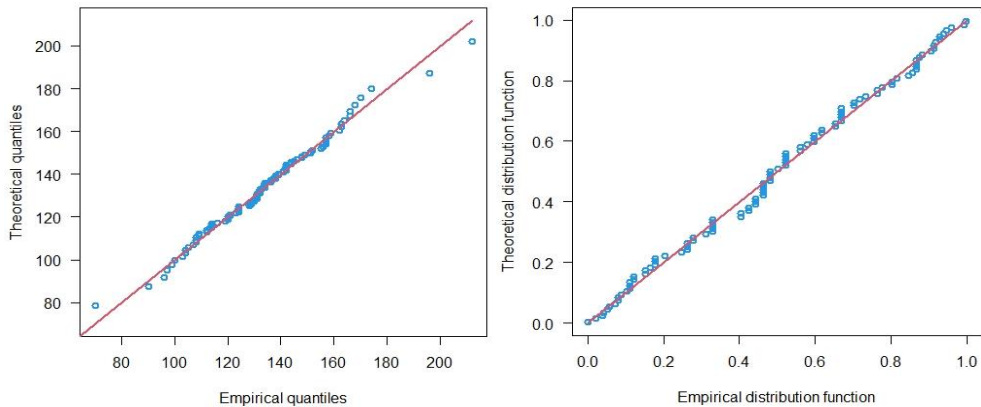 200
180
160
140
120
100
80
Theoretical quantiles
80 100 120 140 160 180 200
Empirical quantiles
1.0
0.8
0.6
0.4
0.2
0.0
Theoretical distribution function
0.0 0.2 0.4 0.6 0.8 1.0
Empirical distribution function